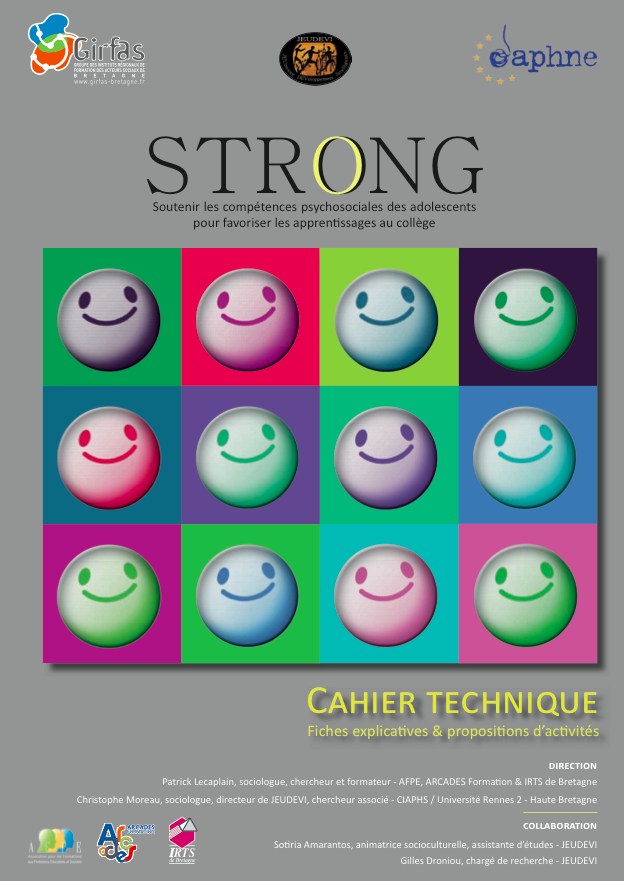 Girfas
GROUPE DES INSTITUTS RÉGIONAUX DE
FORMATION DES ACTEURS SOCIAUX DE
BRETAGNE
www.girfas-bretagne.fr
JEUDEVI
daphne
STRONG
Soutenir les compétences psychosociales des adolescents
pour favoriser les apprentissages au collège
CAHIER TECHNIQUE
Fiches explicatives & propositions d'activités
DIRECTION
Patrick Lecaplain, sociologue, chercheur et formateur - AFPE, ARCADES Formation & IRTS de Bretagne
Christophe Moreau, sociologue, directeur de JEUDEVI, chercheur associé - CIAPHS / Université Rennes 2 - Haute Bretagne
COLLABORATION
Sotiria Amarantos, animatrice socioculturelle, assistante d'études - JEUDEVI
Gilles Droniou, chargé de recherche - JEUDEVI
ARCADES
FORMATION
IRTS
de Bretagne